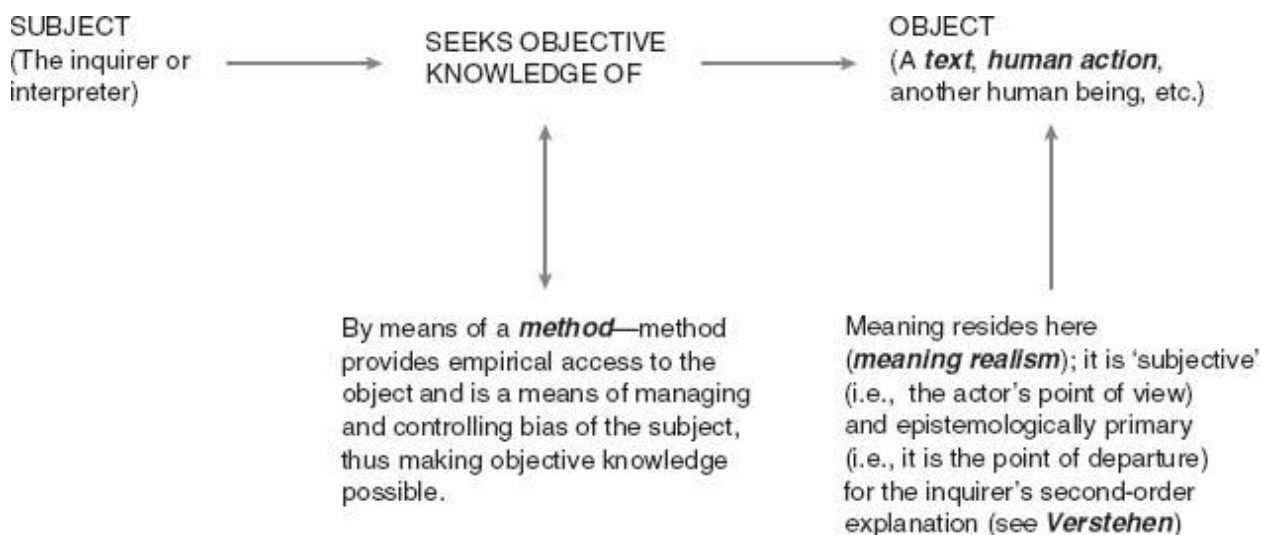 SUBJECT
(The inquirer or
interpreter)
SEEKS OBJECTIVE
KNOWLEDGE OF
OBJECT
(A text, human action,
another human being, etc.)
By means of a method—method
provides empirical access to the
object and is a means of managing
and controlling bias of the subject,
thus making objective knowledge
possible.
Meaning resides here
(meaning realism); it is ‘subjective’
(i.e., the actor’s point of view)
and epistemologically primary
(i.e., it is the point of departure)
for the inquirer’s second-order
explanation (see Verstehen)